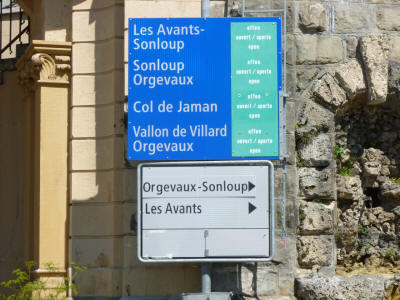 Les Avants-
Sonloup
offen
ouvert / aperto
open
Sonloup
Orgevaux
offen
ouvert / aperto
open
Col de Jaman
offen
ouvert / aperto
open
Vallon de Villard
Orgevaux
offen
ouvert / aperto
open
Orgevaux-Sonloup
Les Avants